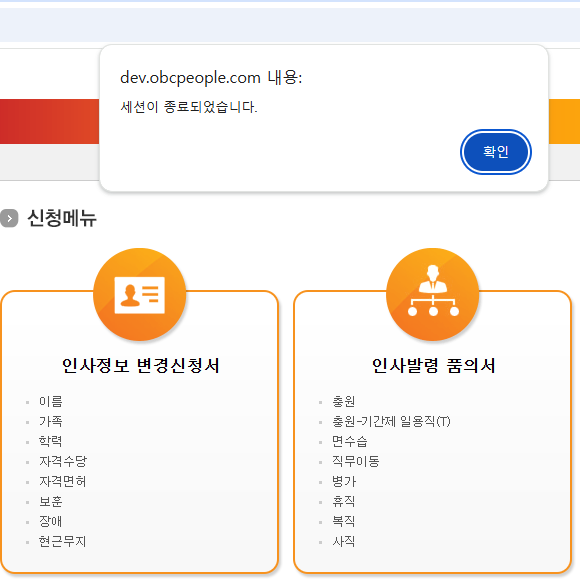 dev.obcpeople.com 내용:
세션이 종료되었습니다.
확인
신청메뉴
인사정보 변경신청서
이름
가족
학력
자격수당
자격면허
보훈
장애
현근무지
인사발령 품의서
충원
충원-기간제 일용직(T)
면수습
직무이동
병가
휴직
복직
사직